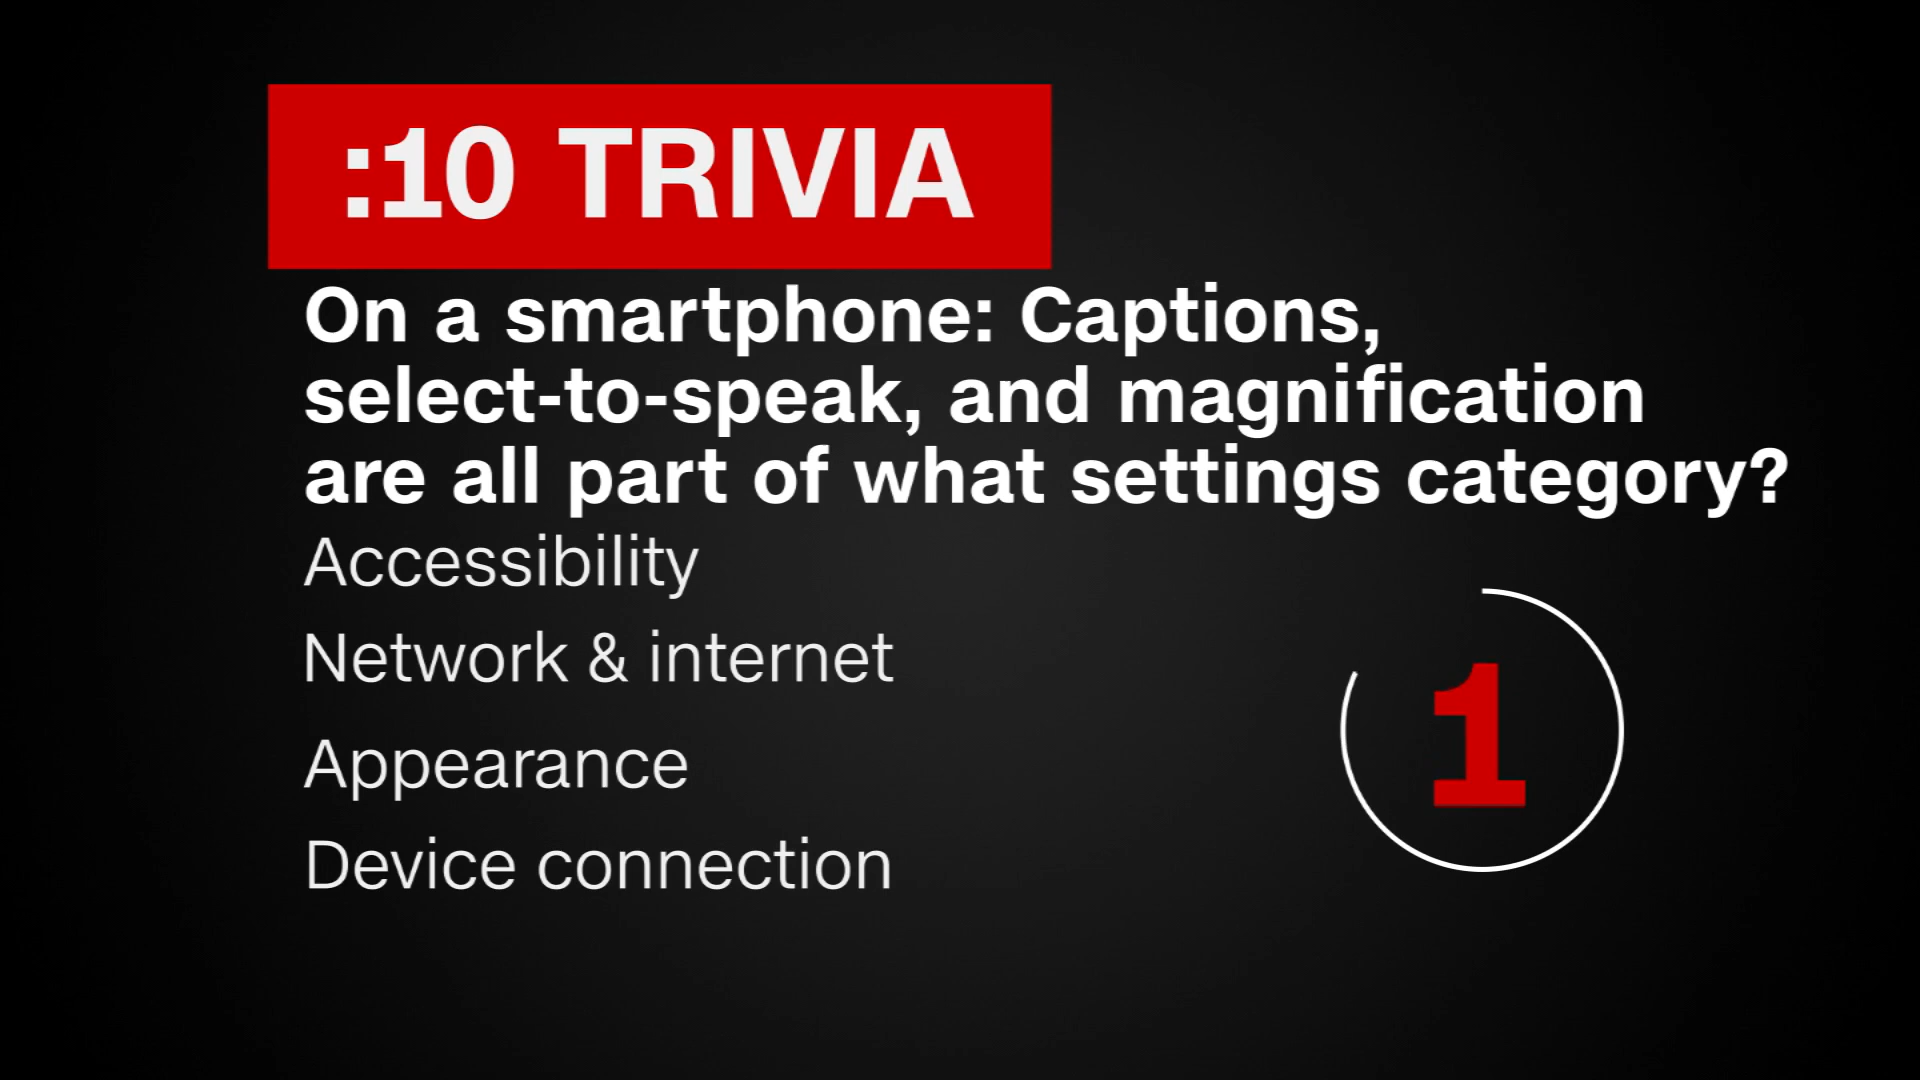 :10 TRIVIA
On a smartphone: Captions,
select-to-speak, and magnification
are all part of what settings category?
Accessibility
Network & internet
Appearance
Device connection
1